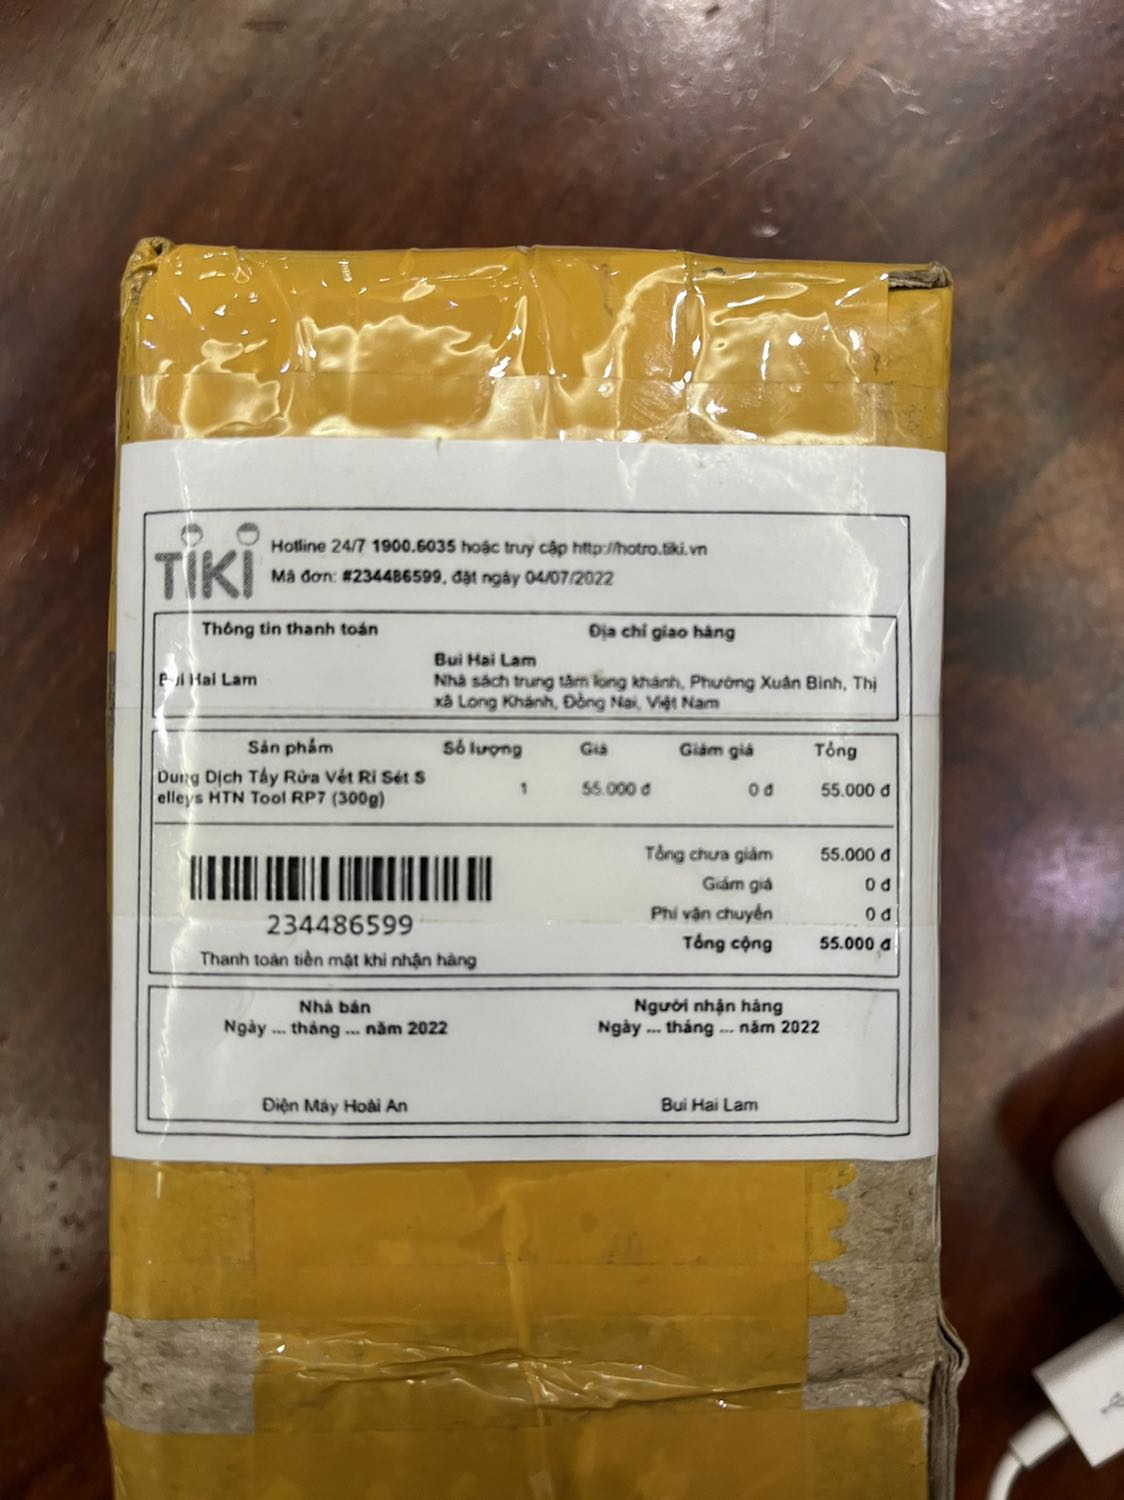 TIKI
Hotline 24/7 1900.6035 hoặc truy cập http://hotro.tiki.vn
Mã đơn: #234486599, đặt ngày 04/07/2022
Thông tin thanh toán
Địa chỉ giao hàng
Bui Hai Lam
Bui Hai Lam
Nhà sách trung tâm long khánh, Phường Xuân Bình, Thị
xã Long Khánh, Đồng Nai, Việt Nam
Sản phẩm Số lượng Giá Giảm giá Tổng
Dung Dịch Tẩy Rửa Vết Rỉ Sét S
elleys HTN Tool RP7 (300g) 1 55.000 đ 0 đ 55.000 đ
Tổng chưa giảm 55.000 đ
Giảm giá 0 đ
Phí vận chuyển 0 đ
Tổng cộng 55.000 đ
234486599
Thanh toán tiền mặt khi nhận hàng
Nhà bán
Ngày ... tháng ... năm 2022
Điện Máy Hoài An
Người nhận hàng
Ngày ... tháng ... năm 2022
Bui Hai Lam